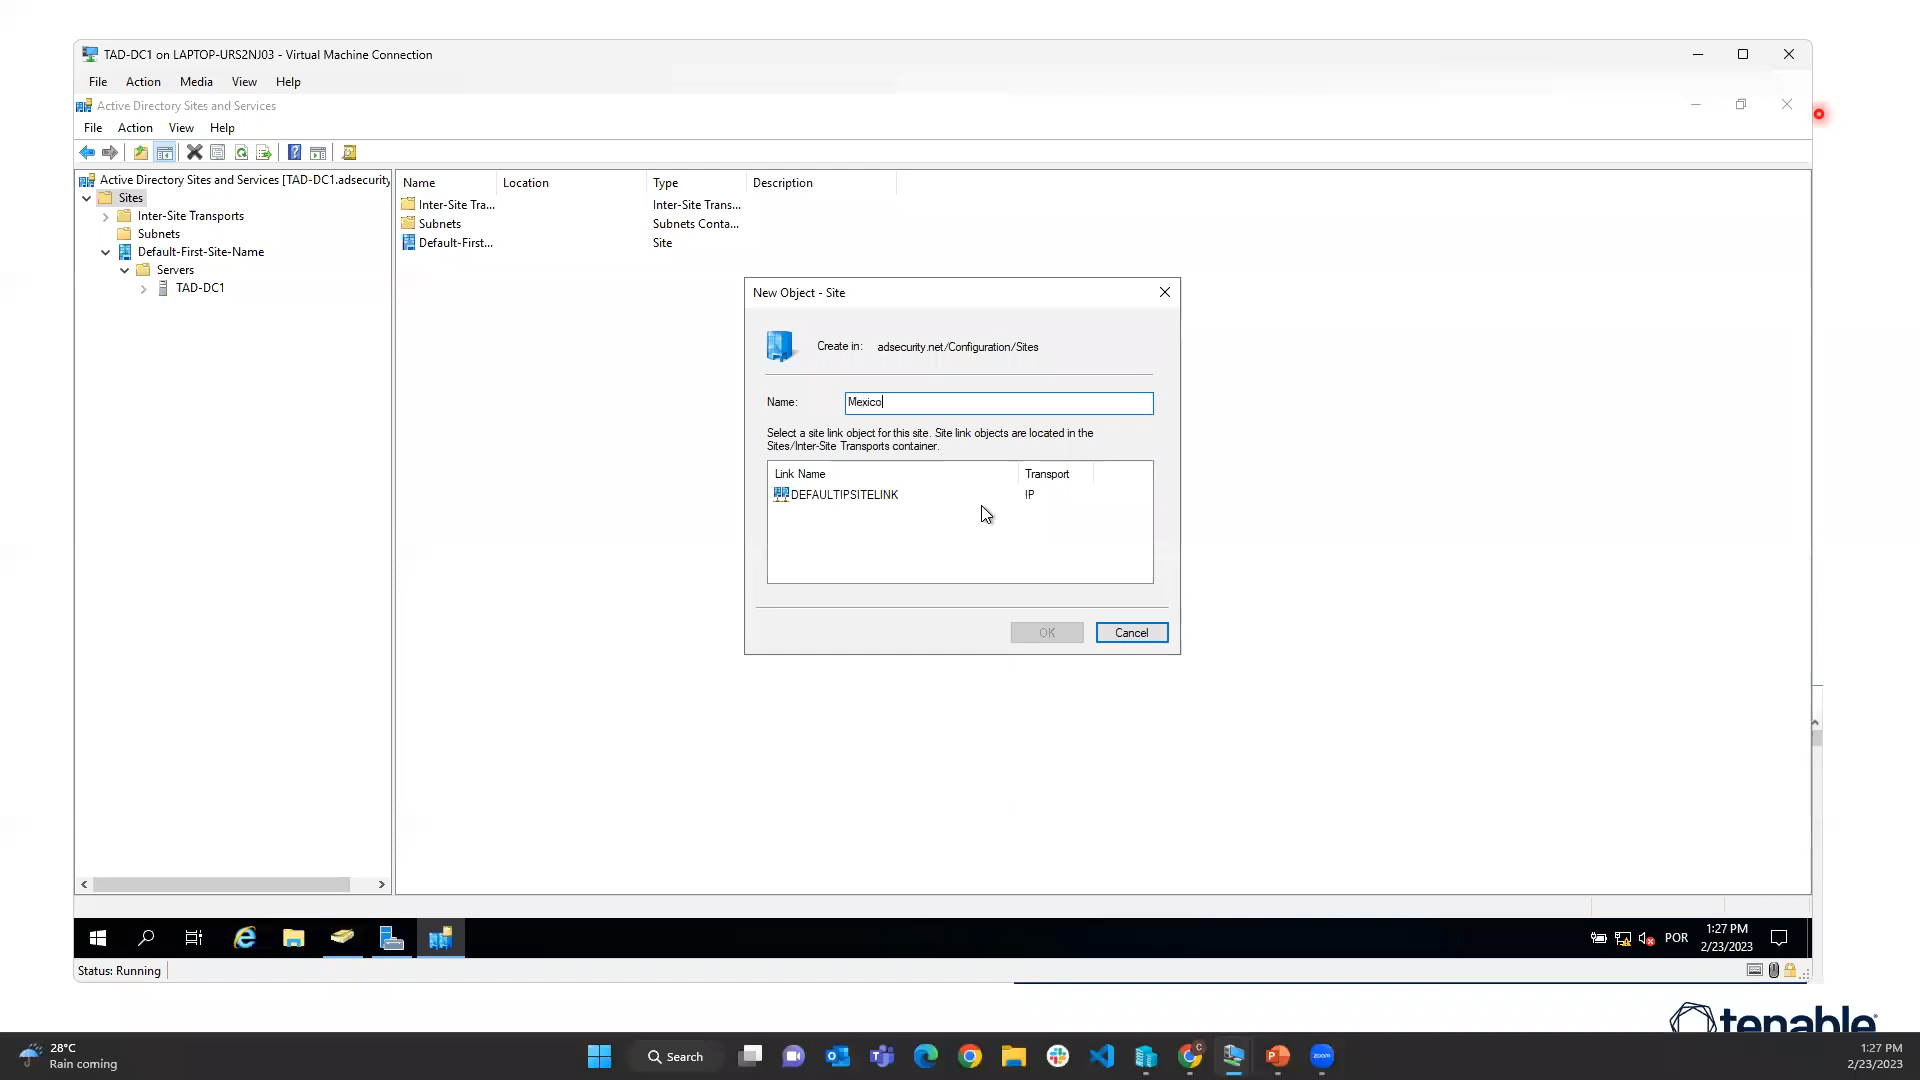 TAD-DC1 on LAPTOP-URS2NJ03 - Virtual Machine Connection
File Action Media View Help
Active Directory Sites and Services
File Action View Help
Active Directory Sites and Services [TAD-DC1.adsecurity
Sites
Inter-Site Transports
Subnets
Default-First-Site-Name
Servers
TAD-DC1
Name Location Type Description
Inter-Site Tra... Inter-Site Trans...
Subnets Subnets Conta...
Default-First... Site
New Object - Site
Create in: adsecurity.net/Configuration/Sites
Name: Mexico
Select a site link object for this site. Site link objects are located in the
Sites/Inter-Site Transports container.
Link Name Transport
DEFAULTIPSITELINK IP
OK Cancel
POR
1:27 PM
2/23/2023
Status: Running
tenable
28°C
Rain coming
Search
zoom
1:27 PM
2/23/2023